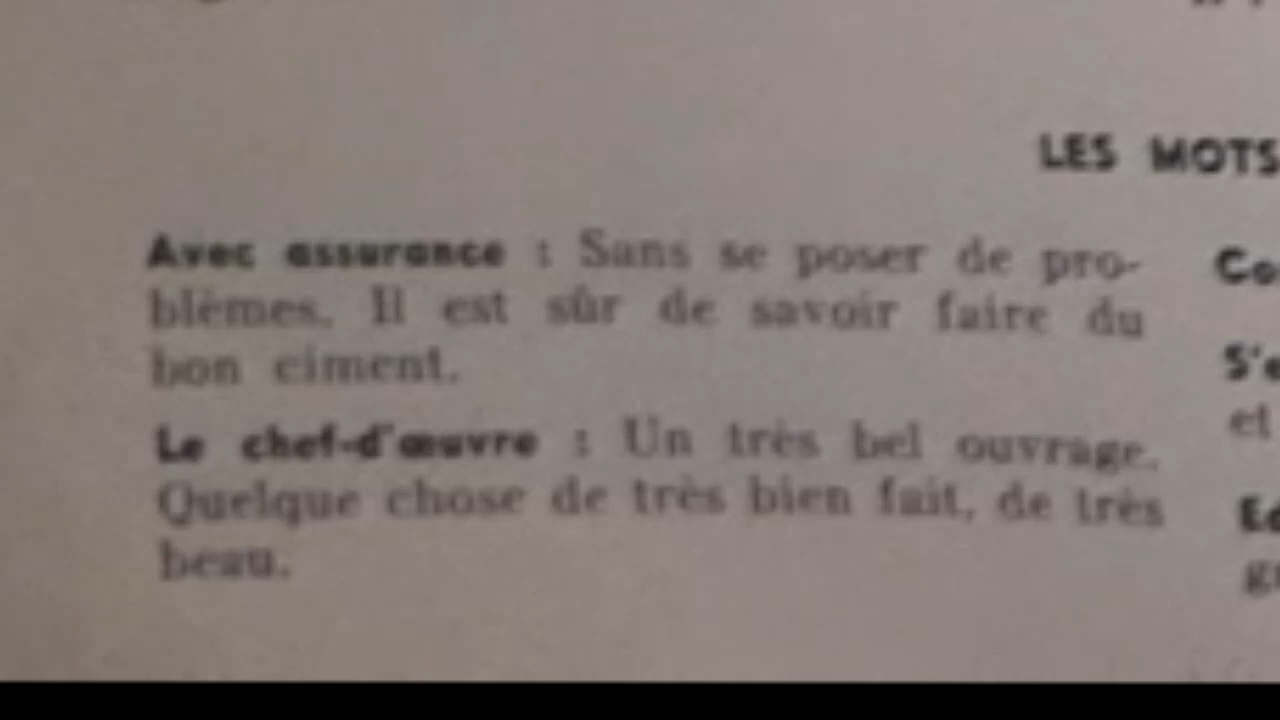 LES MOTS
Avec assurance : Sans se poser de pro-
blèmes. Il est sûr de savoir faire du
bon ciment.
Le chef-d'œuvre : Un très bel ouvrage.
Quelque chose de très bien fait, de très
beau.
S'e
et